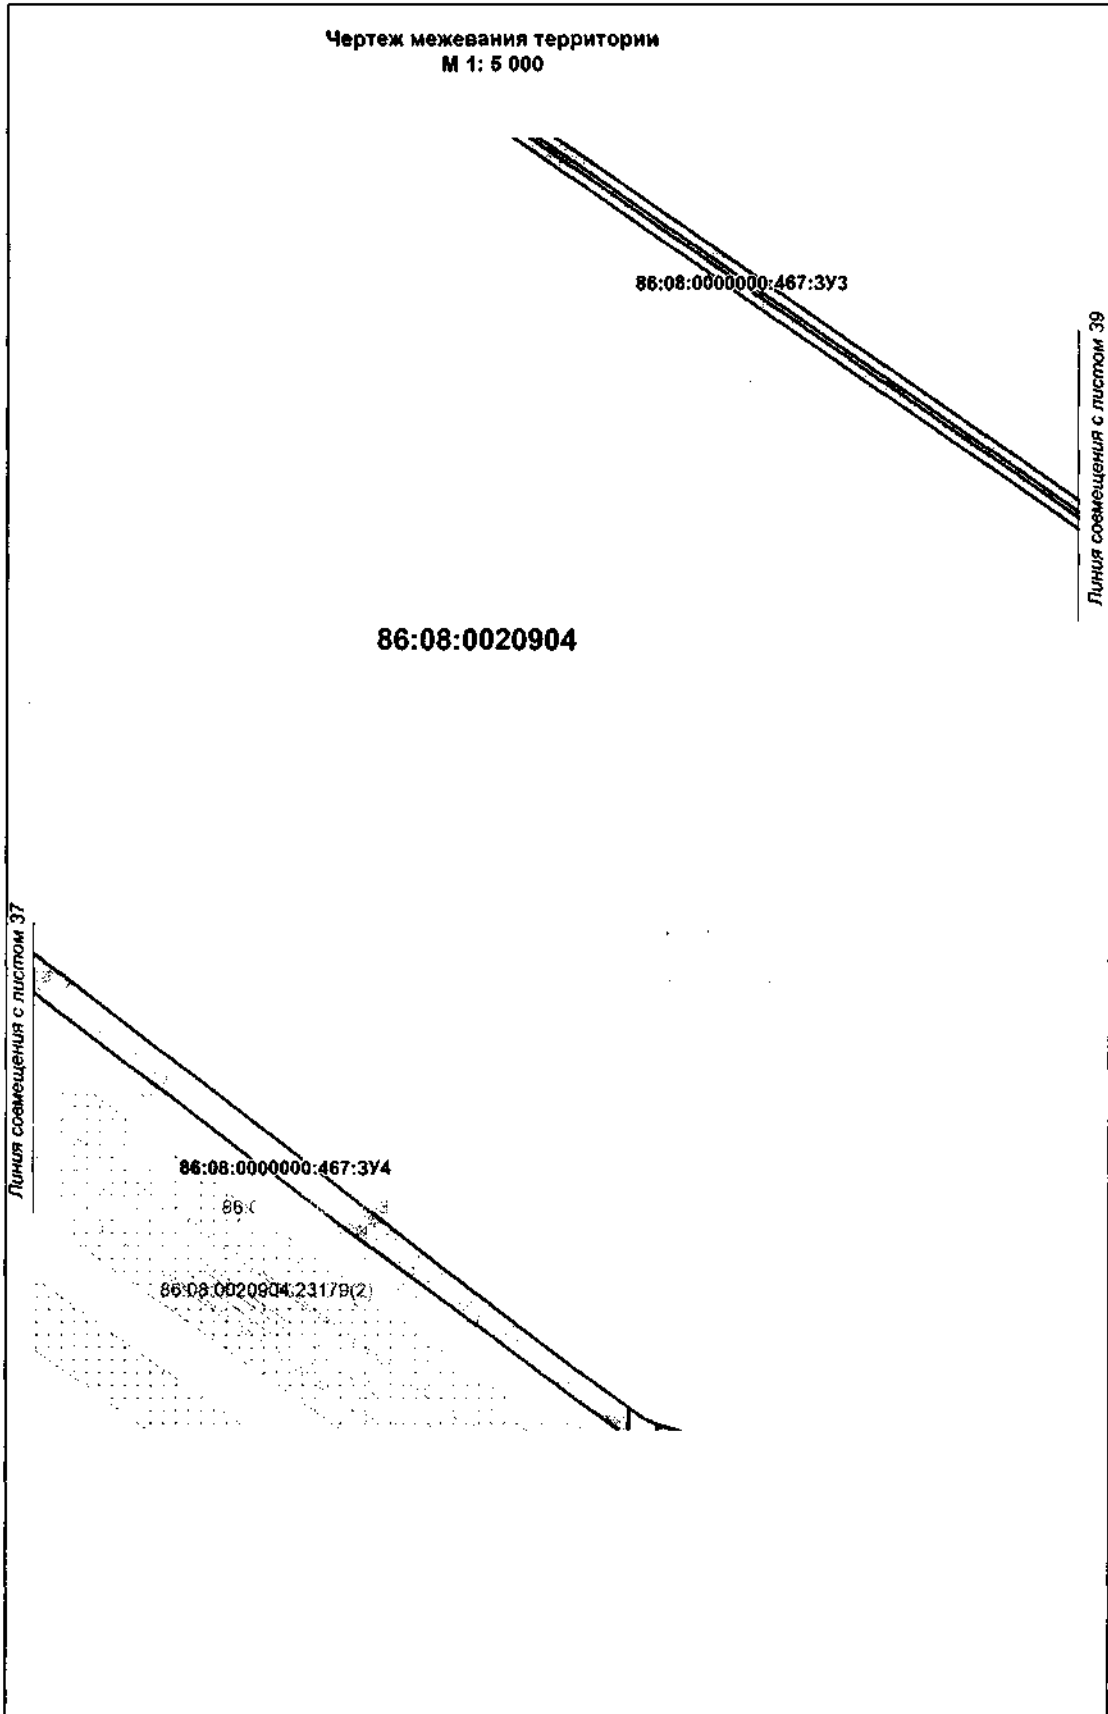 Чертеж межевания территории
М 1: 5 000
86:08:0000000:467:ЗУ3
Линия совмещения с листом 39
86:08:0020904
Линия совмещения с листом 37
86:08:0000000:467:ЗУ4
86:08:0020904:23179(2)